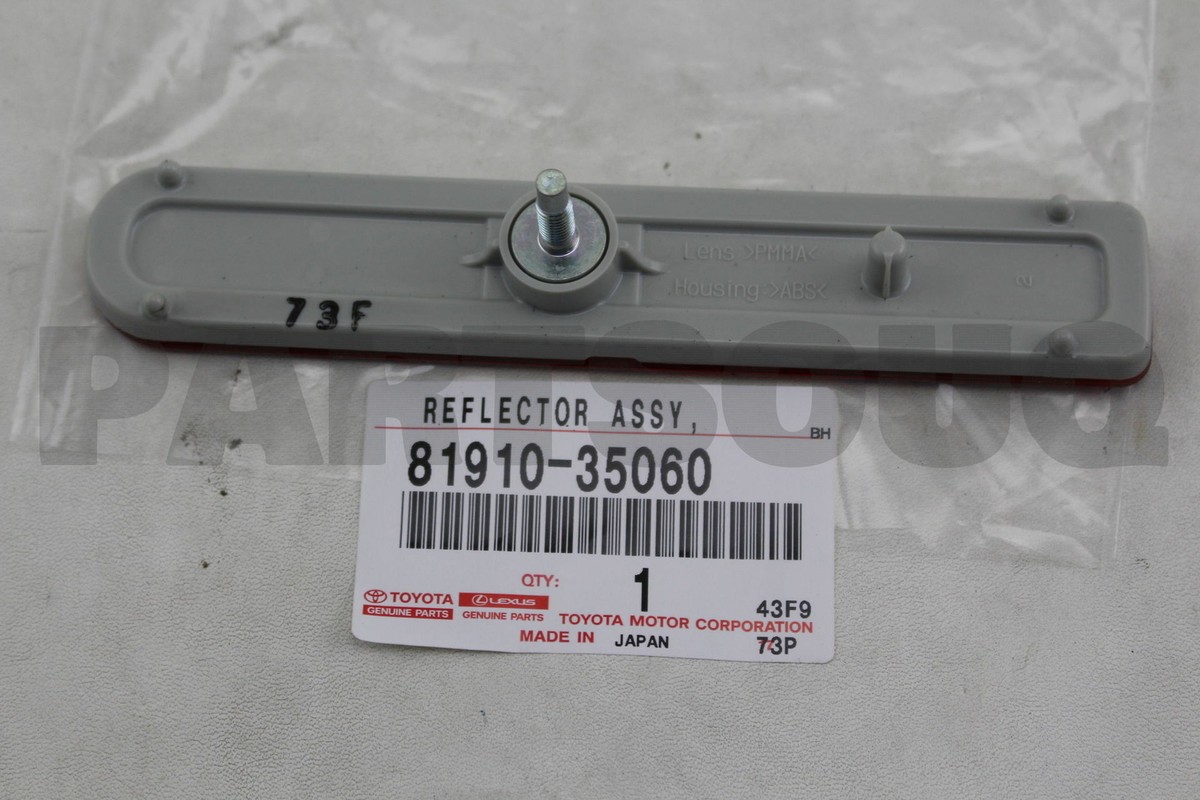 Lens >PMMA<
Housing >ABS<
2
73F
PARTSOUQ
REFLECTOR ASSY,
BH
81910-35060
QTY: 1
TOYOTA
GENUINE PARTS
LEXUS
GENUINE PARTS
43F9
TOYOTA MOTOR CORPORATION
MADE IN JAPAN
73P